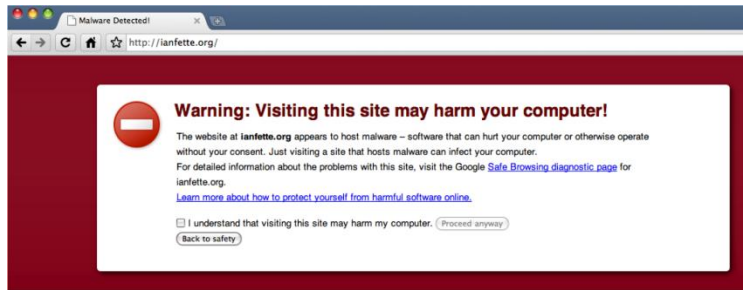 Malware Detected!
http://ianfette.org/
Warning: Visiting this site may harm your computer!
The website at ianfette.org appears to host malware – software that can hurt your computer or otherwise operate
without your consent. Just visiting a site that hosts malware can infect your computer.
For detailed information about the problems with this site, visit the Google Safe Browsing diagnostic page for
ianfette.org.
Learn more about how to protect yourself from harmful software online.
I understand that visiting this site may harm my computer. Proceed anyway
Back to safety